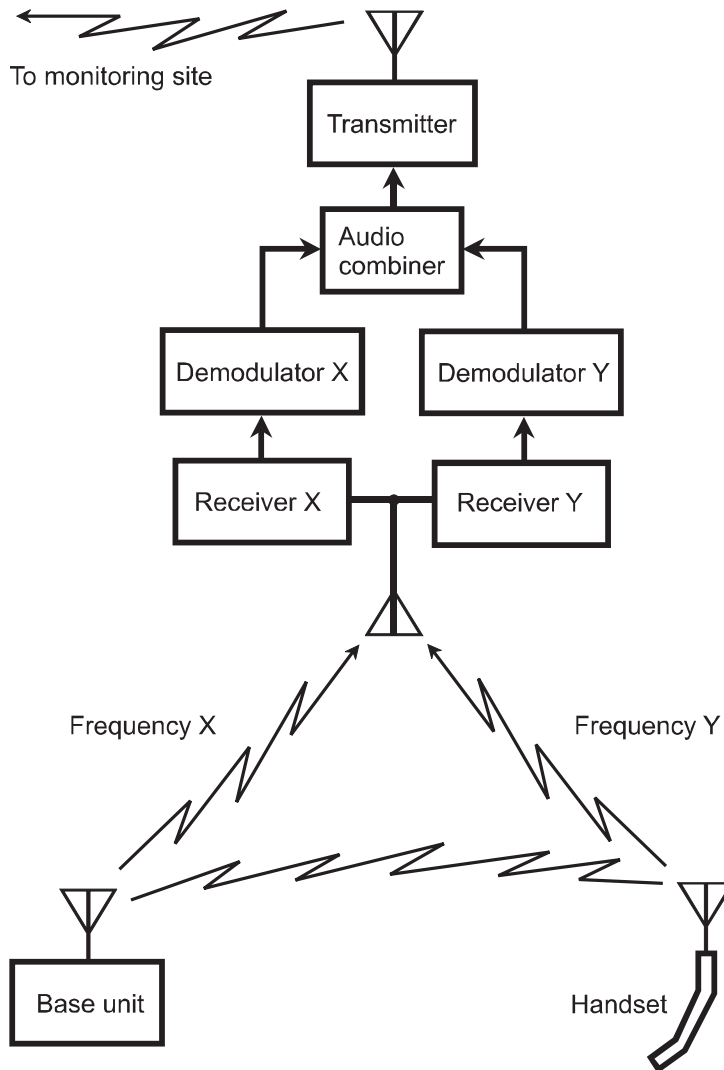 To monitoring site
Transmitter
Audio
combiner
Demodulator X
Demodulator Y
Receiver X
Receiver Y
Frequency X
Frequency Y
Base unit
Handset